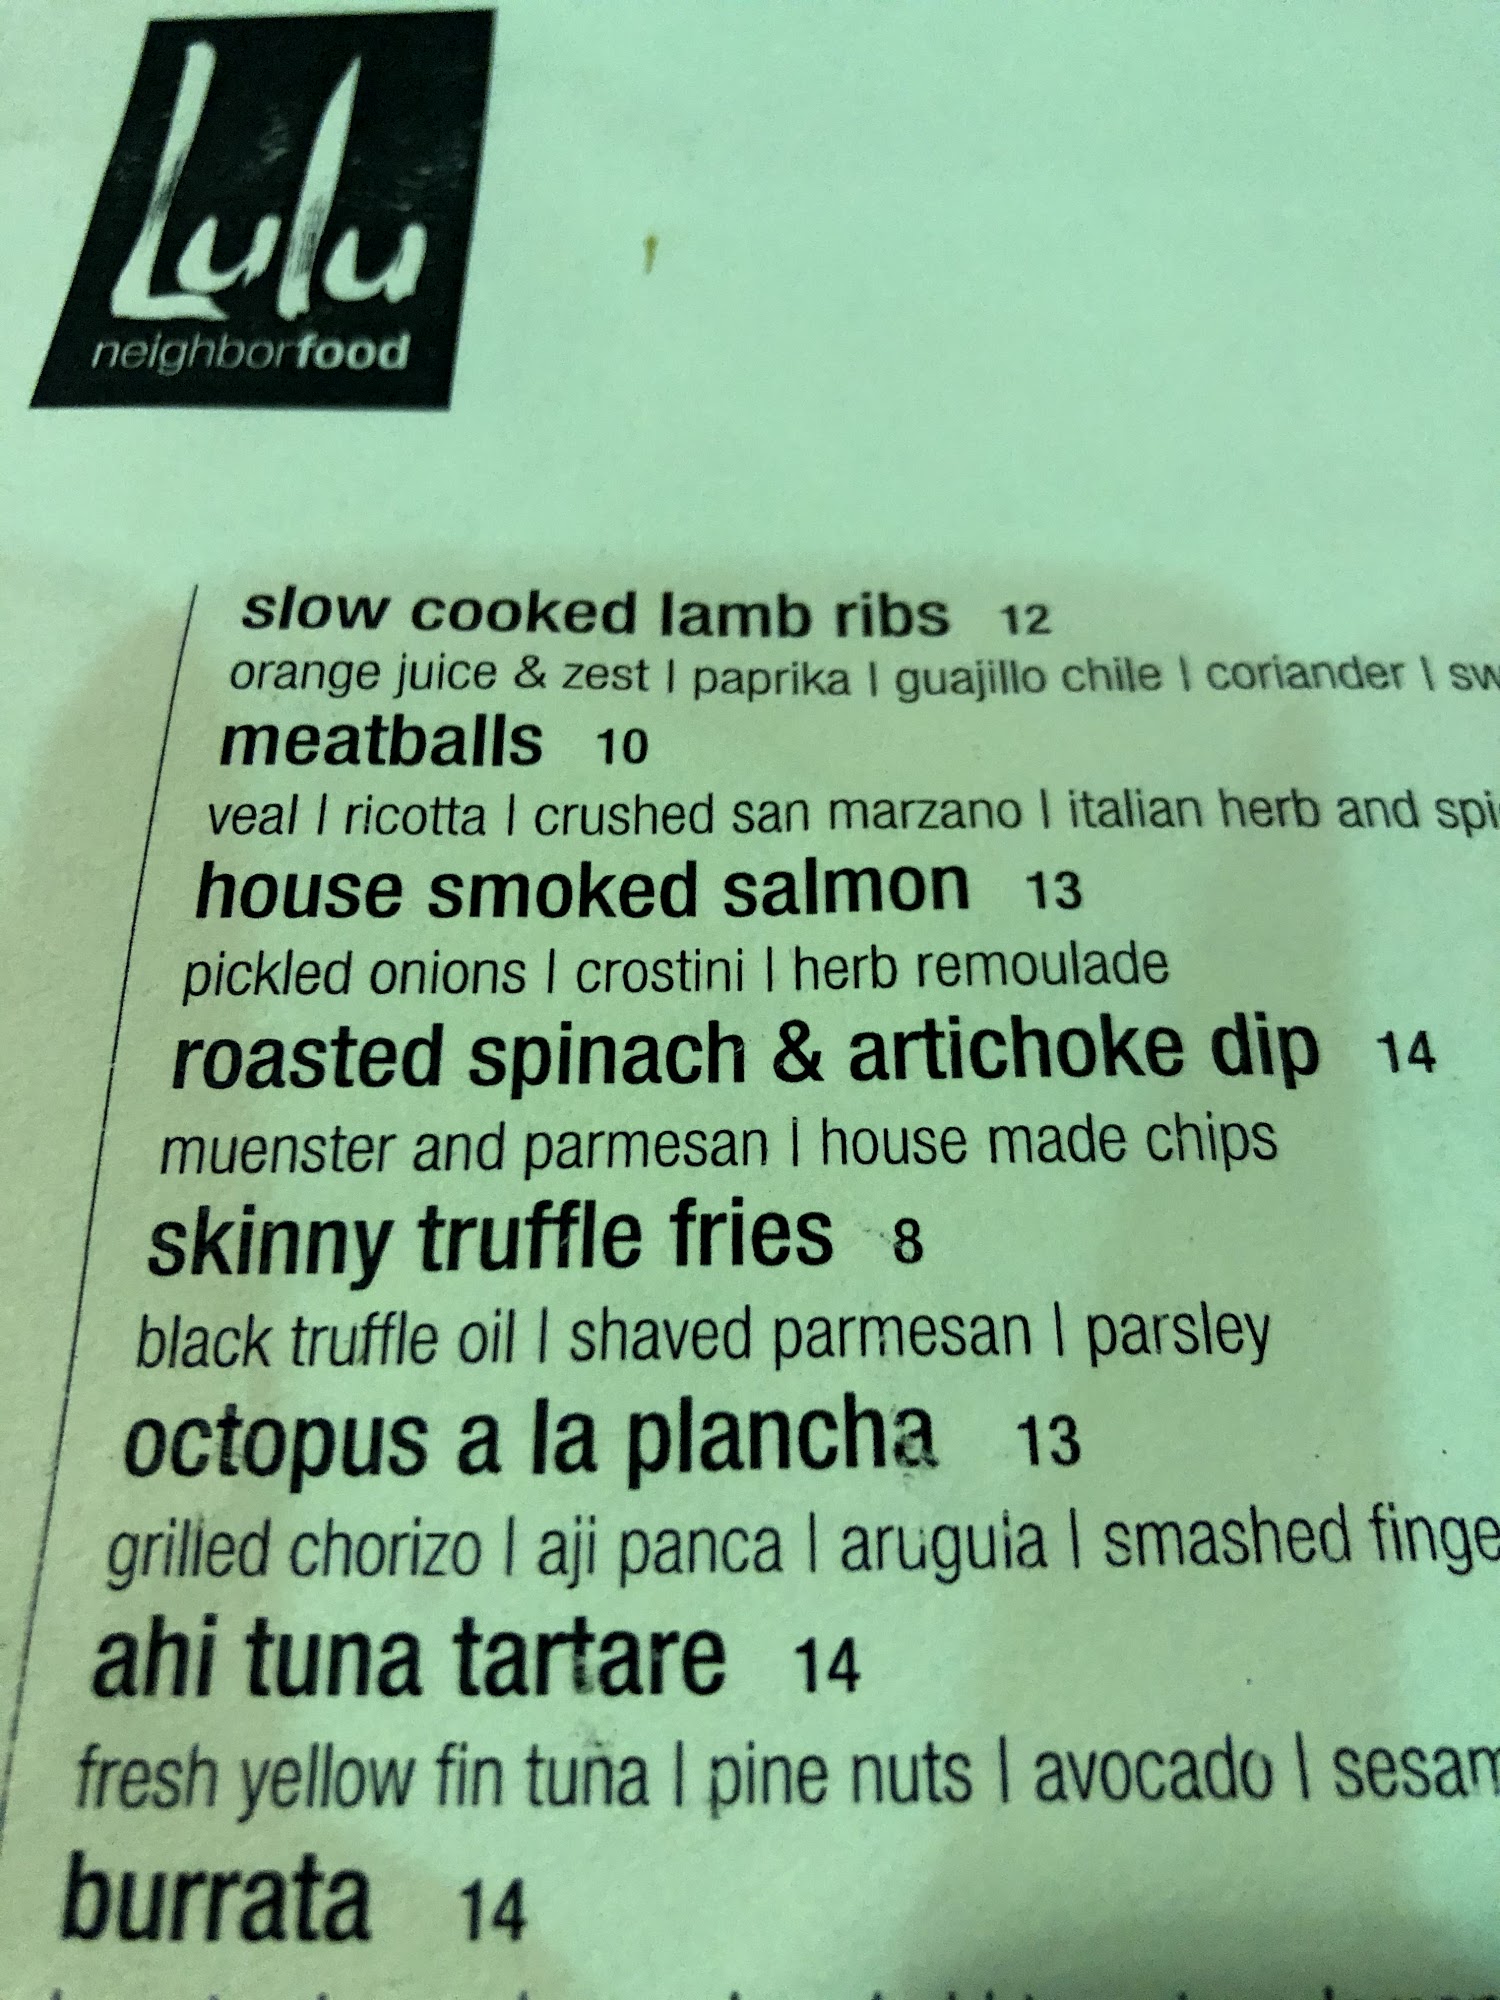 Lulu
neighborfood
slow cooked lamb ribs 12
orange juice & zest | paprika | guajillo chile | coriander |
meatballs 10
veal | ricotta | crushed san marzano | italian herb and
house smoked salmon 13
pickled onions | crostini | herb remoulade
roasted spinach & artichoke dip 14
muenster and parmesan | house made chips
skinny truffle fries 8
black truffle oil | shaved parmesan | parsley
octopus a la plancha 13
grilled chorizo | aji panca | aruguia | smashed
ahi tuna tartare 14
fresh yellow fin tuna | pine nuts | avocado |
burrata 14